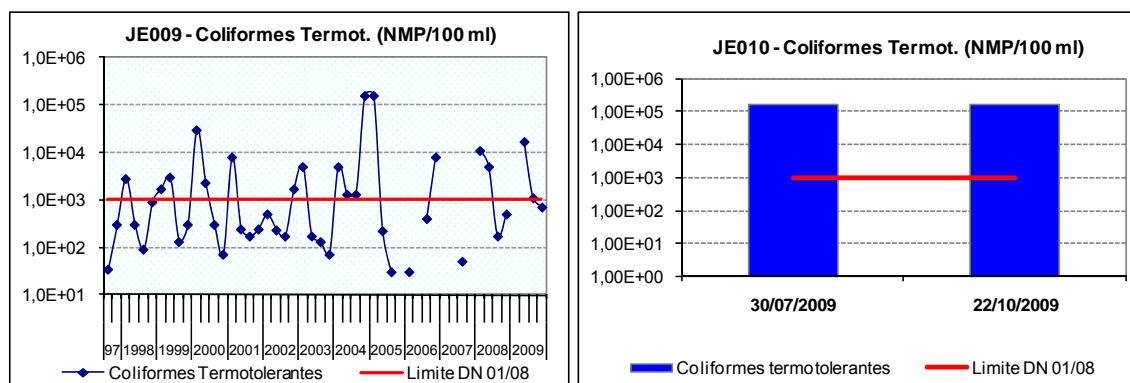 JE009 - Coliformes Termot. (NMP/100 ml)
1,0E+06
1,0E+05
1,0E+04
1,0E+03
1,0E+02
1,0E+01
97 1998 1999 2000 2001 2002 2003 2004 2005 2006 2007 2008 2009
Coliformes Termotolerantes Limite DN 01/08
JE010 - Coliformes Termot. (NMP/100 ml)
1,00E+06
1,00E+05
1,00E+04
1,00E+03
1,00E+02
1,00E+01
1,00E+00
30/07/2009 22/10/2009
Coliformes termotolerantes Limite DN 01/08